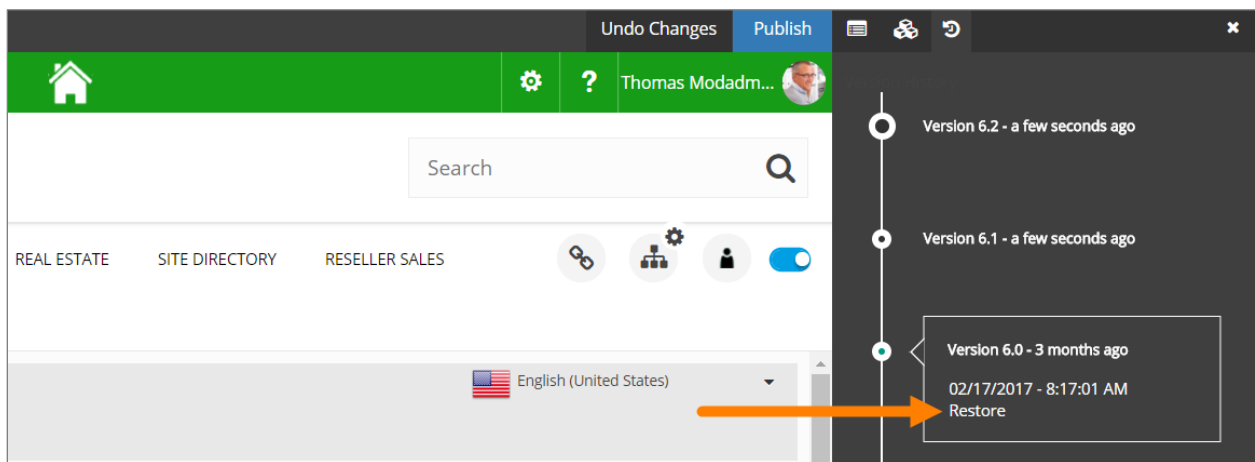 Undo Changes
Publish
?
Thomas Modadm...
Version 6.2 - a few seconds ago
Search
Version 6.1 - a few seconds ago
REAL ESTATE
SITE DIRECTORY
RESELLER SALES
Version 6.0 - 3 months ago
English (United States)
02/17/2017 - 8:17:01 AM
Restore